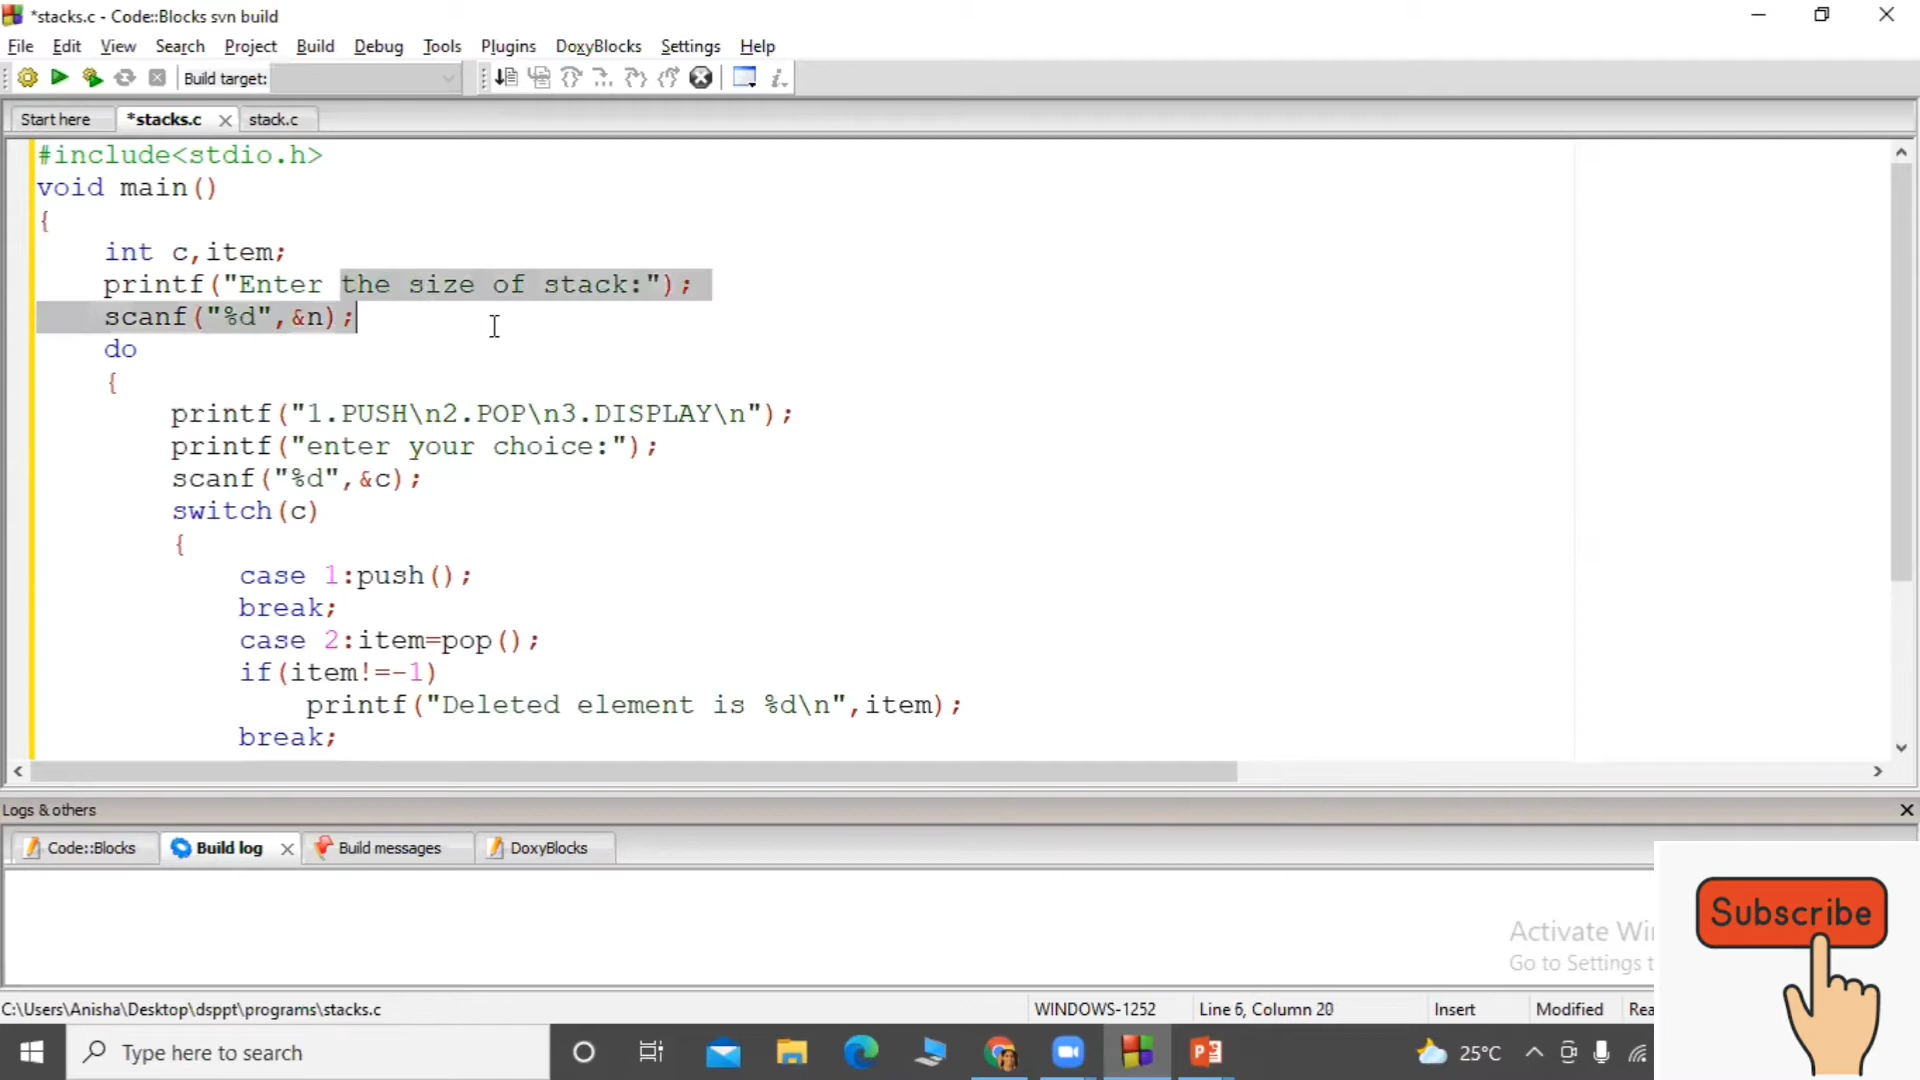 *stacks.c - Code::Blocks svn build
File Edit View Search Project Build Debug Tools Plugins DoxyBlocks Settings Help
Build target:
Start here *stacks.c stack.c
#include<stdio.h>
void main()
{
int c,item;
printf("Enter the size of stack:");
scanf("%d",&n);
do
{
printf("1.PUSH\n2.POP\n3.DISPLAY\n");
printf("enter your choice:");
scanf("%d",&c);
switch(c)
{
case 1:push();
break;
case 2:item=pop();
if(item!=-1)
printf("Deleted element is %d\n",item);
break;
Logs & others
Code::Blocks Build log Build messages DoxyBlocks
Activate Wi
Go to Settings t
Subscribe
C:\Users\Anisha\Desktop\dsppt\programs\stacks.c WINDOWS-1252 Line 6, Column 20 Insert Modified Rea
Type here to search 25°C